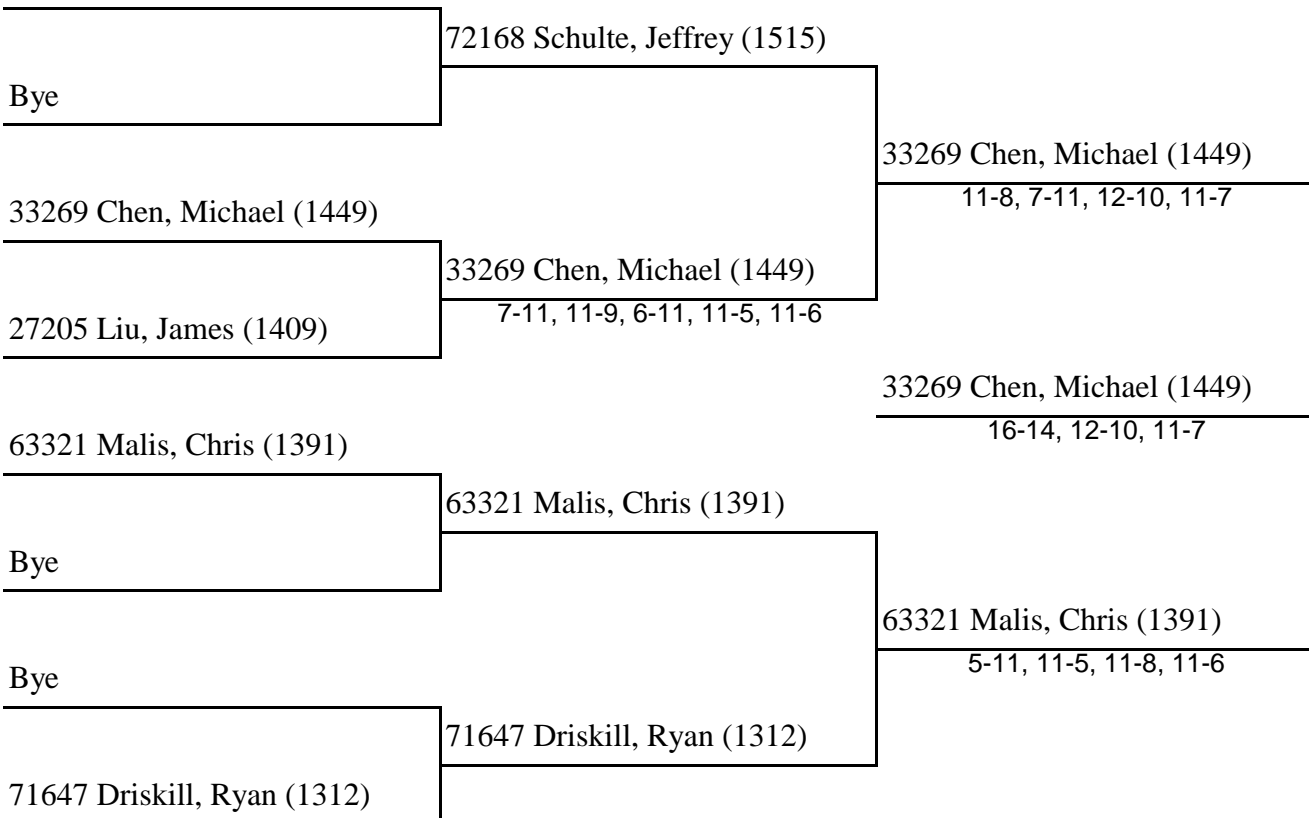 72168 Schulte, Jeffrey (1515)
Bye
33269 Chen, Michael (1449)
11-8, 7-11, 12-10, 11-7
33269 Chen, Michael (1449)
33269 Chen, Michael (1449)
7-11, 11-9, 6-11, 11-5, 11-6
27205 Liu, James (1409)
33269 Chen, Michael (1449)
16-14, 12-10, 11-7
63321 Malis, Chris (1391)
63321 Malis, Chris (1391)
Bye
63321 Malis, Chris (1391)
5-11, 11-5, 11-8, 11-6
Bye
71647 Driskill, Ryan (1312)
71647 Driskill, Ryan (1312)